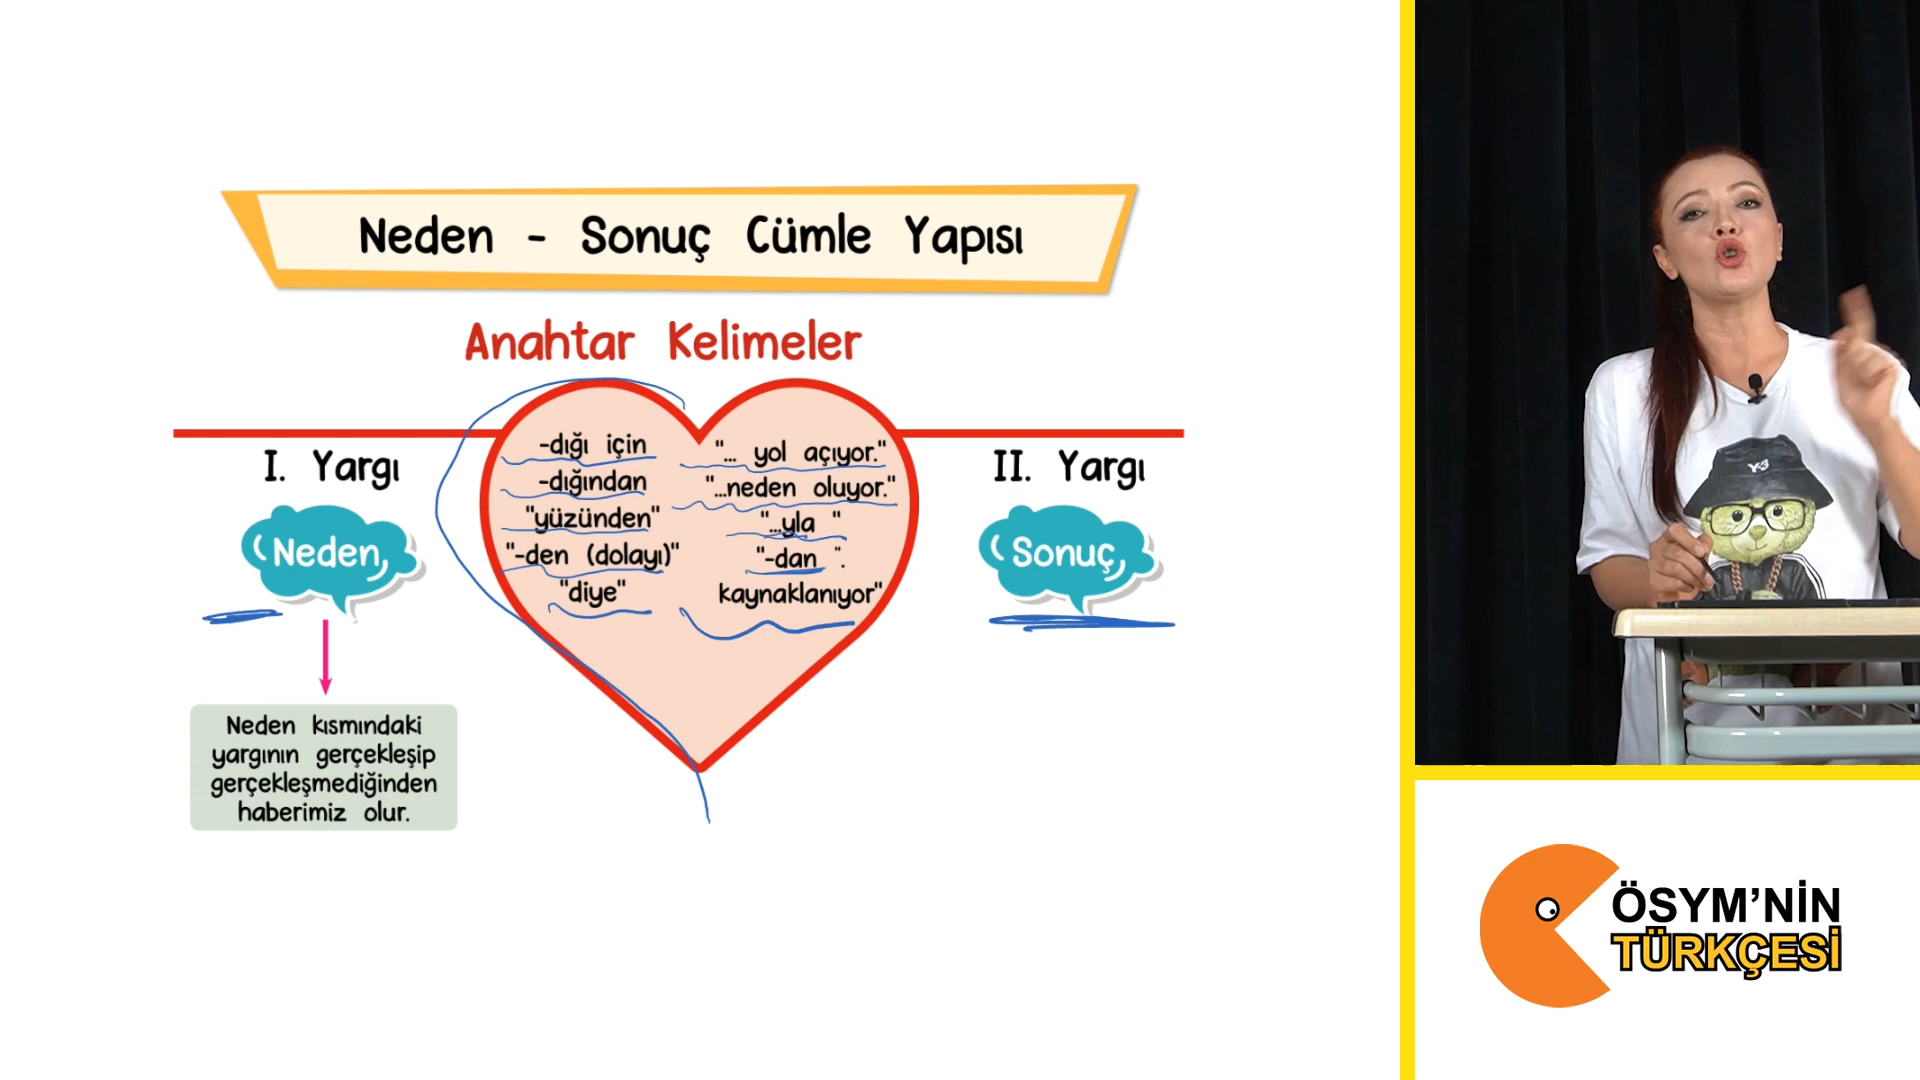 Neden - Sonuç Cümle Yapısı
Anahtar Kelimeler
I. Yargı
Neden
Neden kısmındaki
yargının gerçekleşip
gerçekleşmediğinden
haberimiz olur.
-dığı için
-dığından
"yüzünden"
"-den (dolayı)"
"diye"
"... yol açıyor."
"...neden oluyor."
"...yla "
"-dan ".
kaynaklanıyor"
II. Yargı
Sonuç
Y-3
ÖSYM'NİN
TÜRKÇESİ